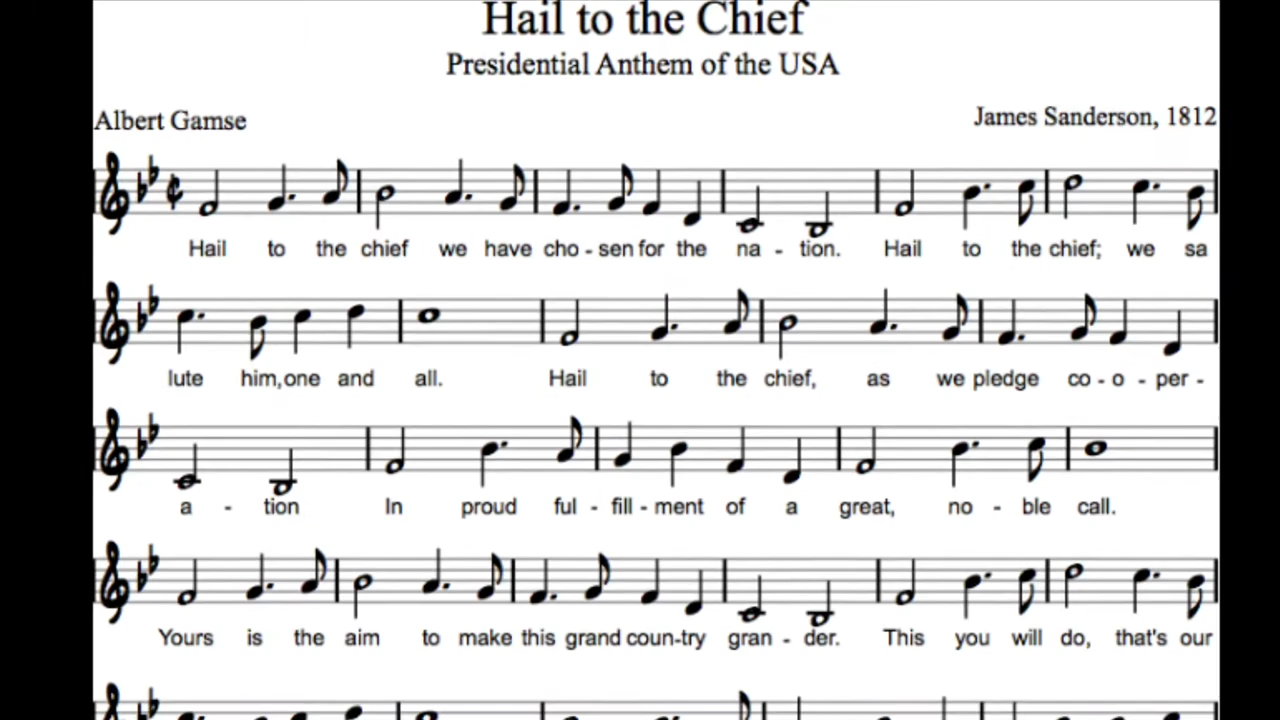 Hail to the Chief
Presidential Anthem of the USA
Albert Gamse
James Sanderson, 1812
Hail to the chief we have cho - sen for the na - tion. Hail to the chief; we sa
lute him, one and all. Hail to the chief, as we pledge co - o - per -
a - tion In proud ful - fill - ment of a great, no - ble call.
Yours is the aim to make this grand coun-try gran - der. This you will do, that's our